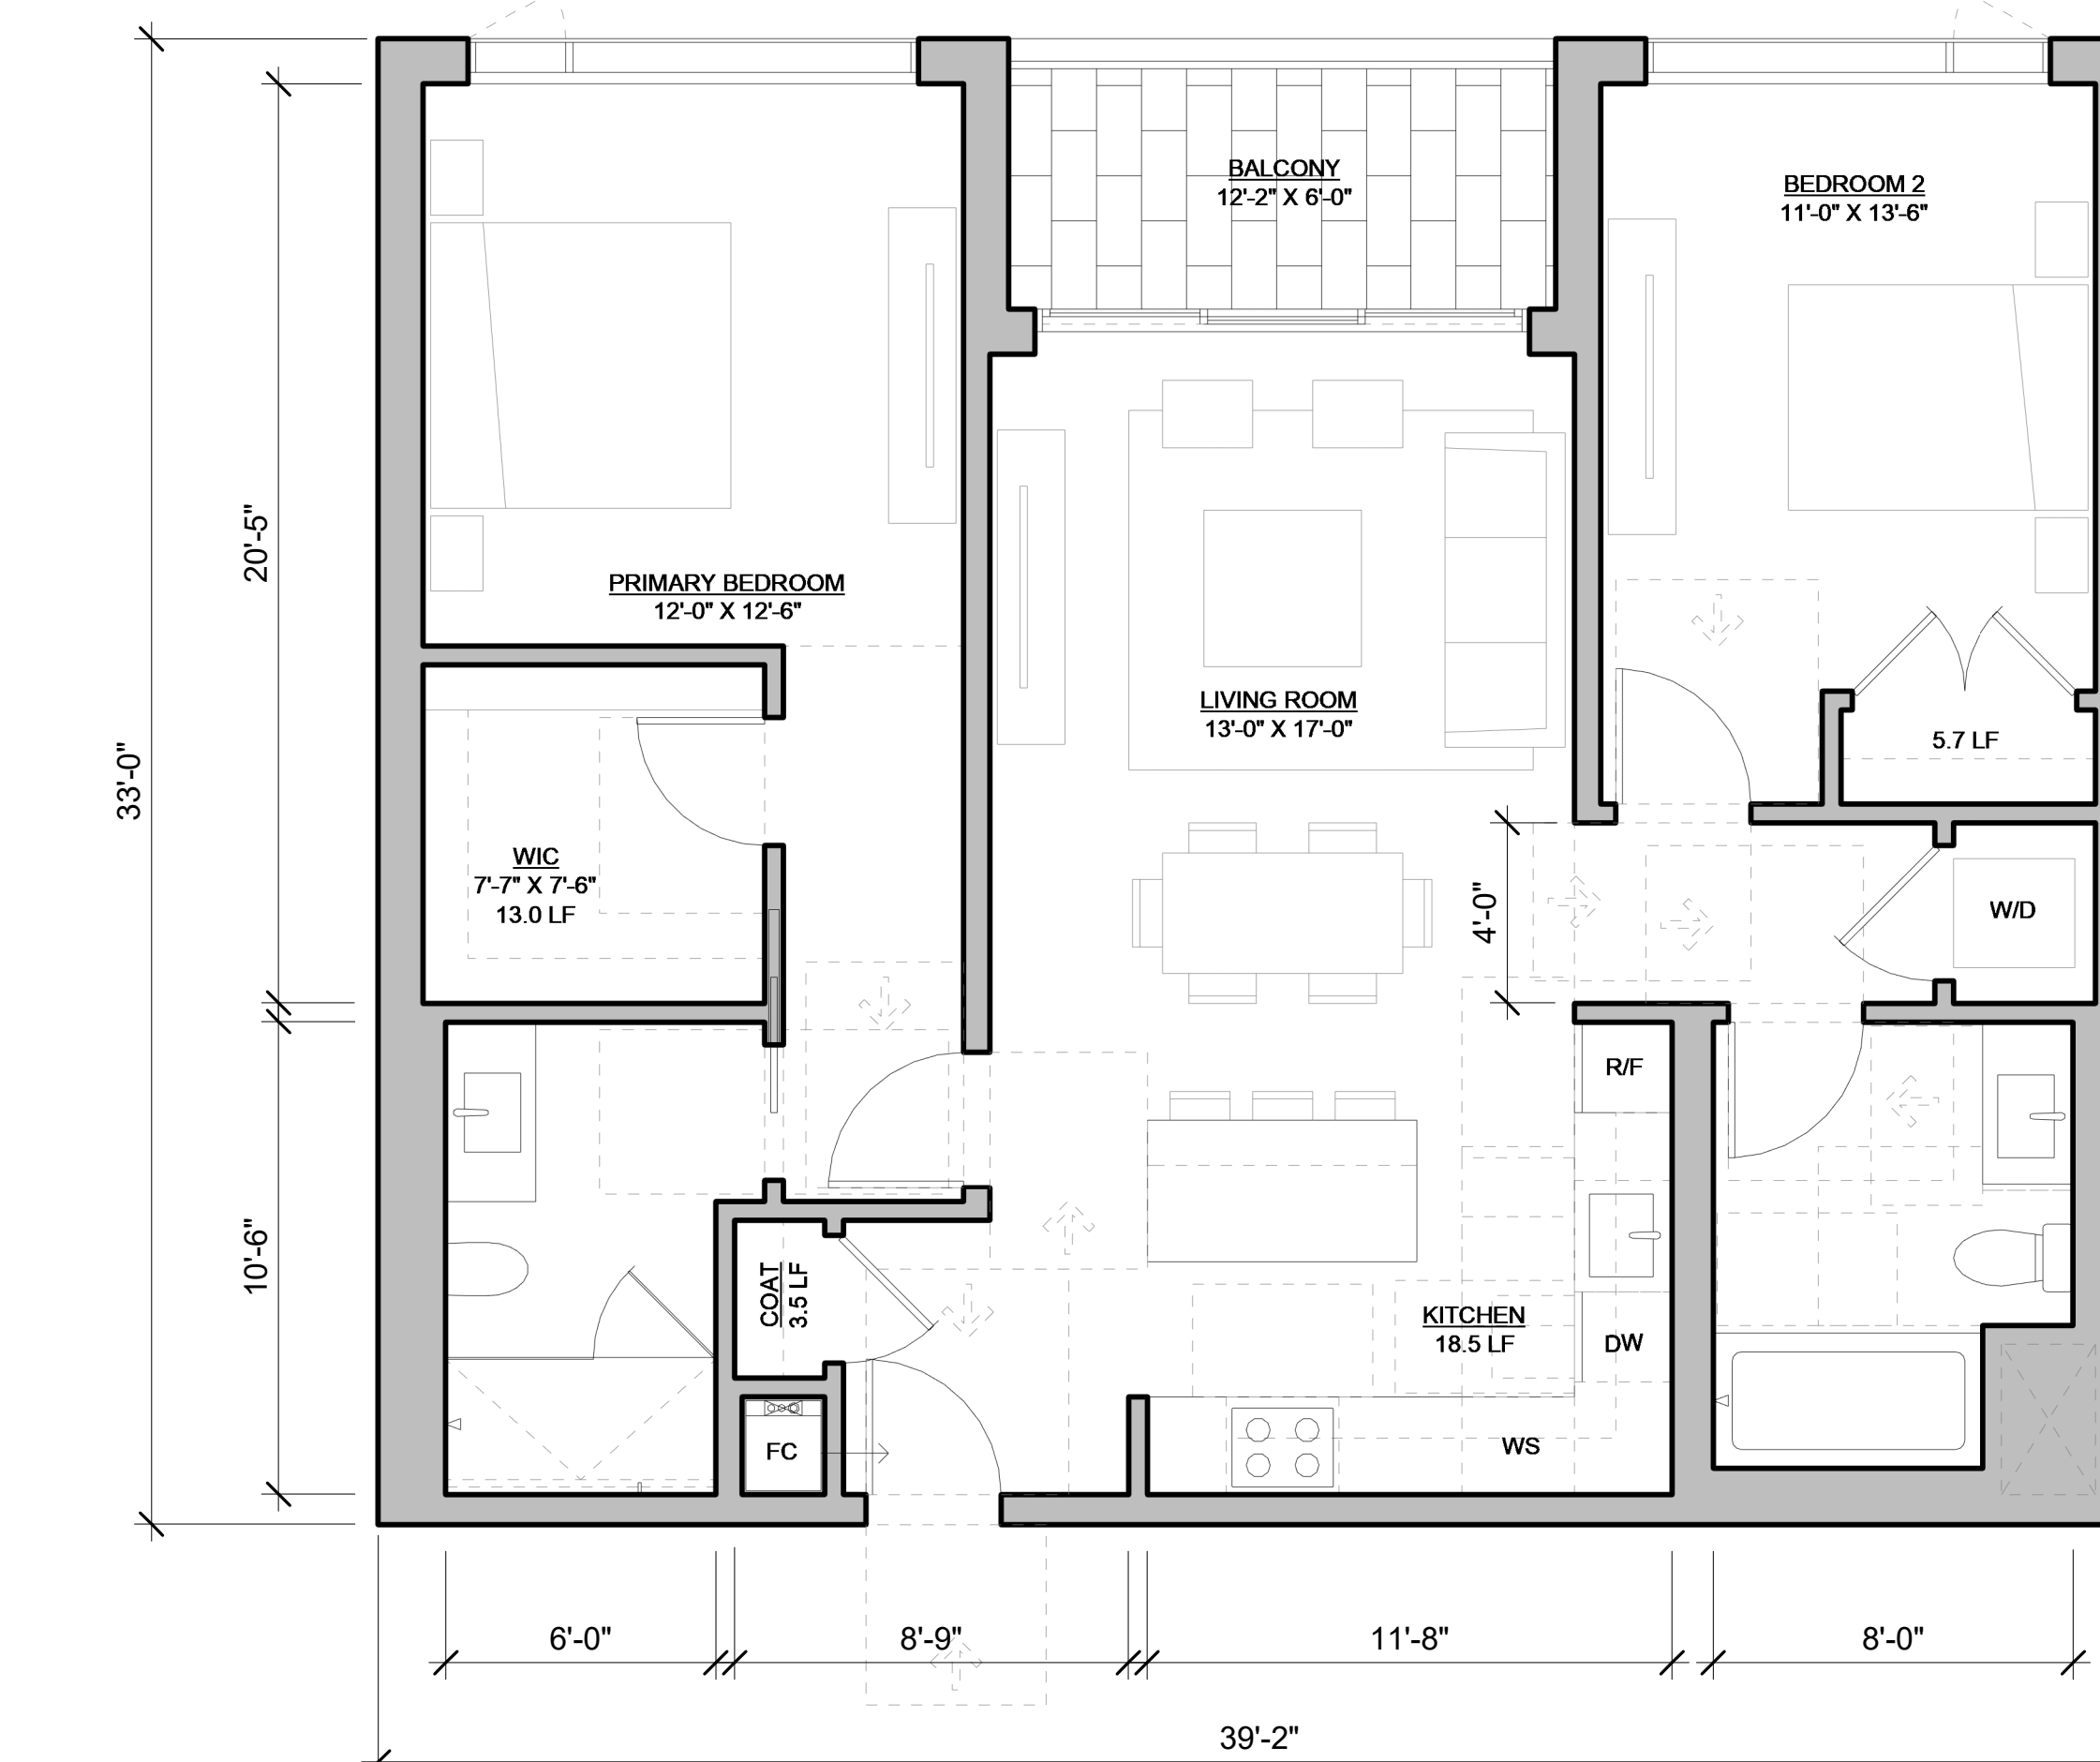 BALCONY
12'-2" X 6'-0"
BEDROOM 2
11'-0" X 13'-6"
20'-5"
PRIMARY BEDROOM
12'-0" X 12'-6"
33'-0"
LIVING ROOM
13'-0" X 17'-0"
5.7 LF
WIC
7'-7" X 7'-6"
13.0 LF
4'-0"
W/D
R/F
10'-6"
COAT
3.5 LF
KITCHEN
18.5 LF
DW
FC
WS
6'-0"
8'-9"
11'-8"
8'-0"
39'-2"